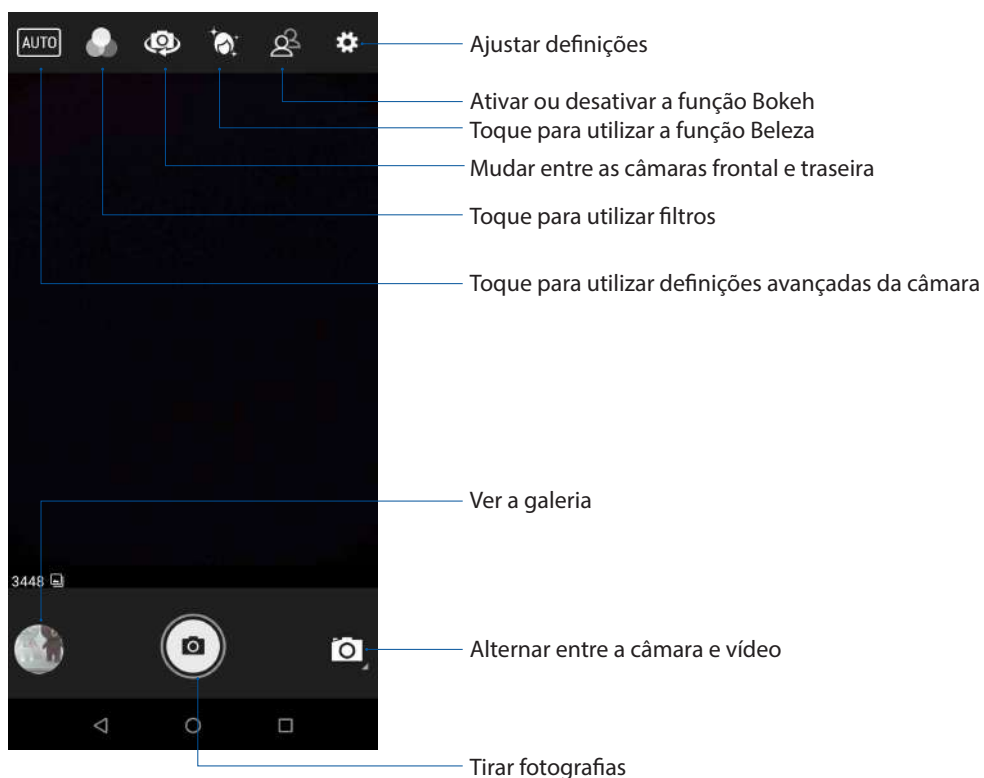 AUTO
Ajustar definições
Ativar ou desativar a função Bokeh
Toque para utilizar a função Beleza
Mudar entre as câmaras frontal e traseira
Toque para utilizar filtros
Toque para utilizar definições avançadas da câmara
Ver a galeria
3448
Alternar entre a câmara e vídeo
Tirar fotografias